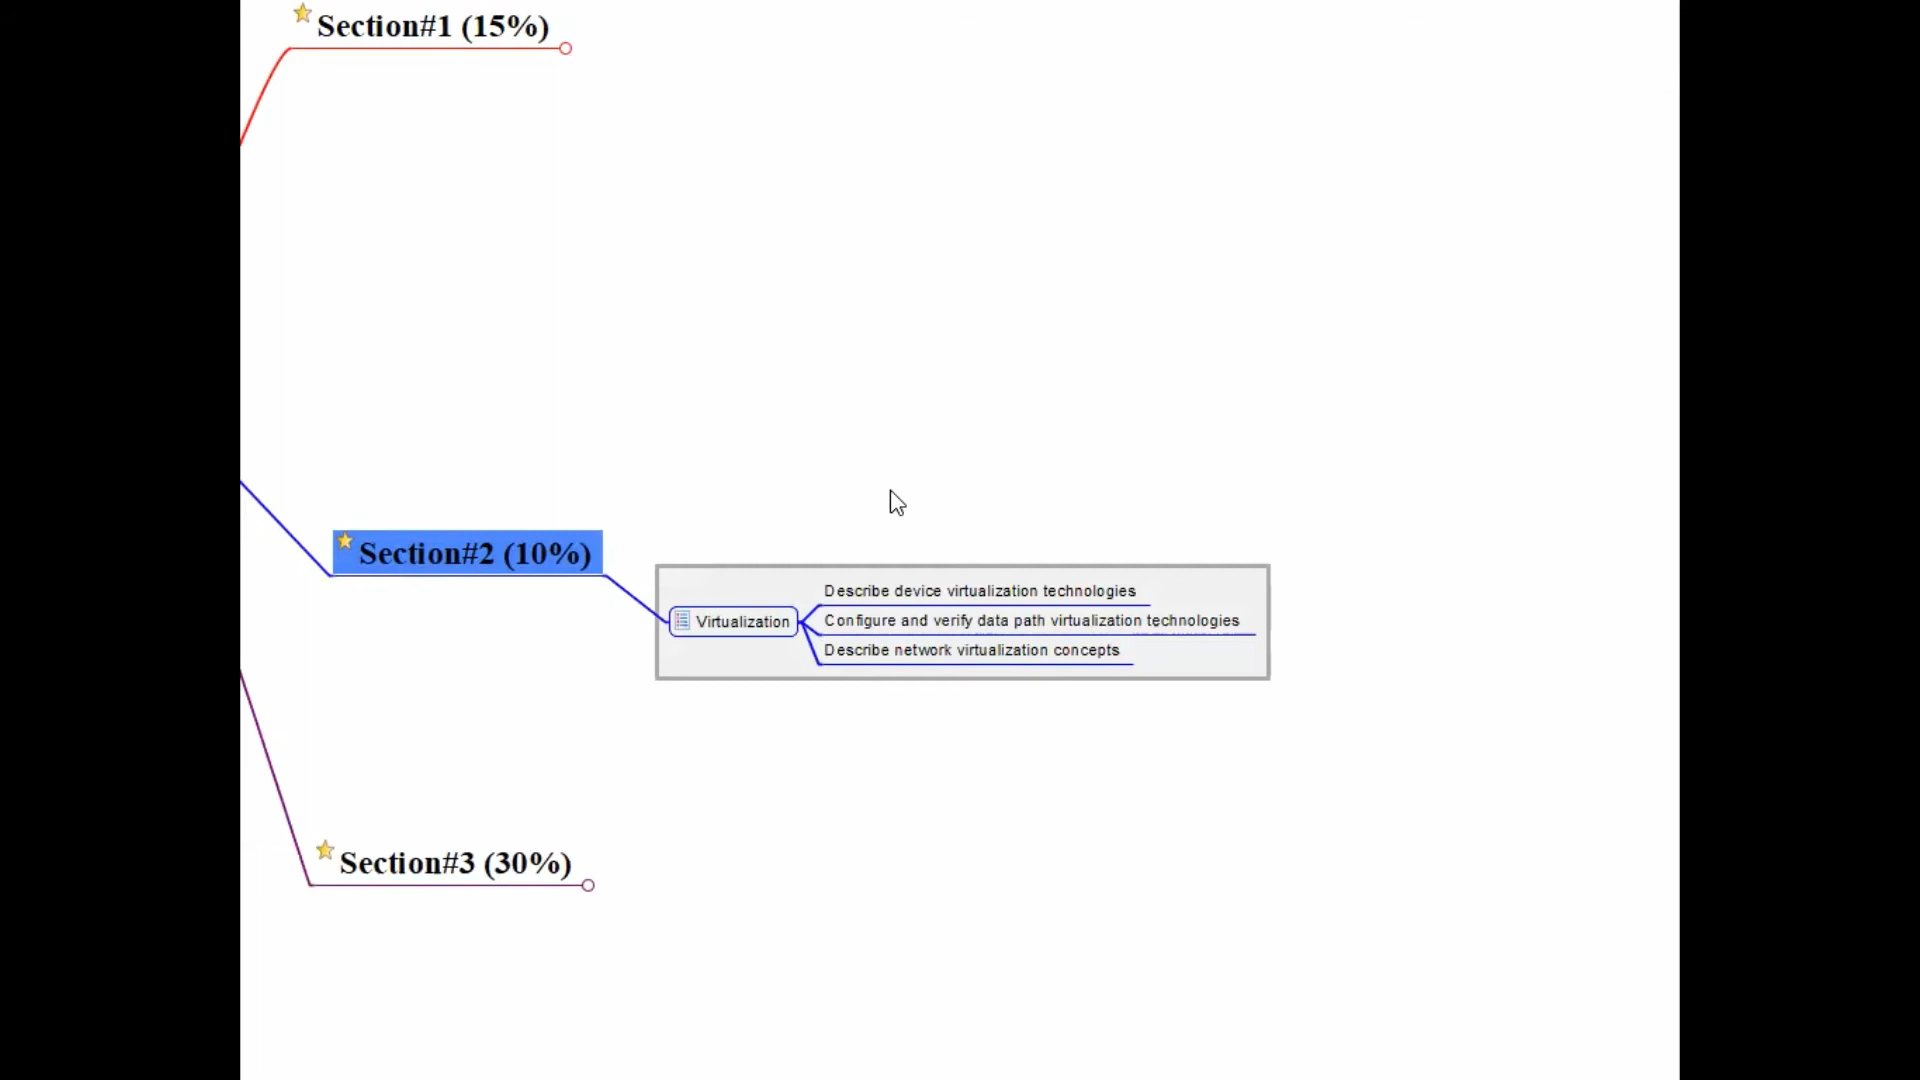 Section#1 (15%)
Section#2 (10%)
Virtualization
Describe device virtualization technologies
Configure and verify data path virtualization technologies
Describe network virtualization concepts
Section#3 (30%)